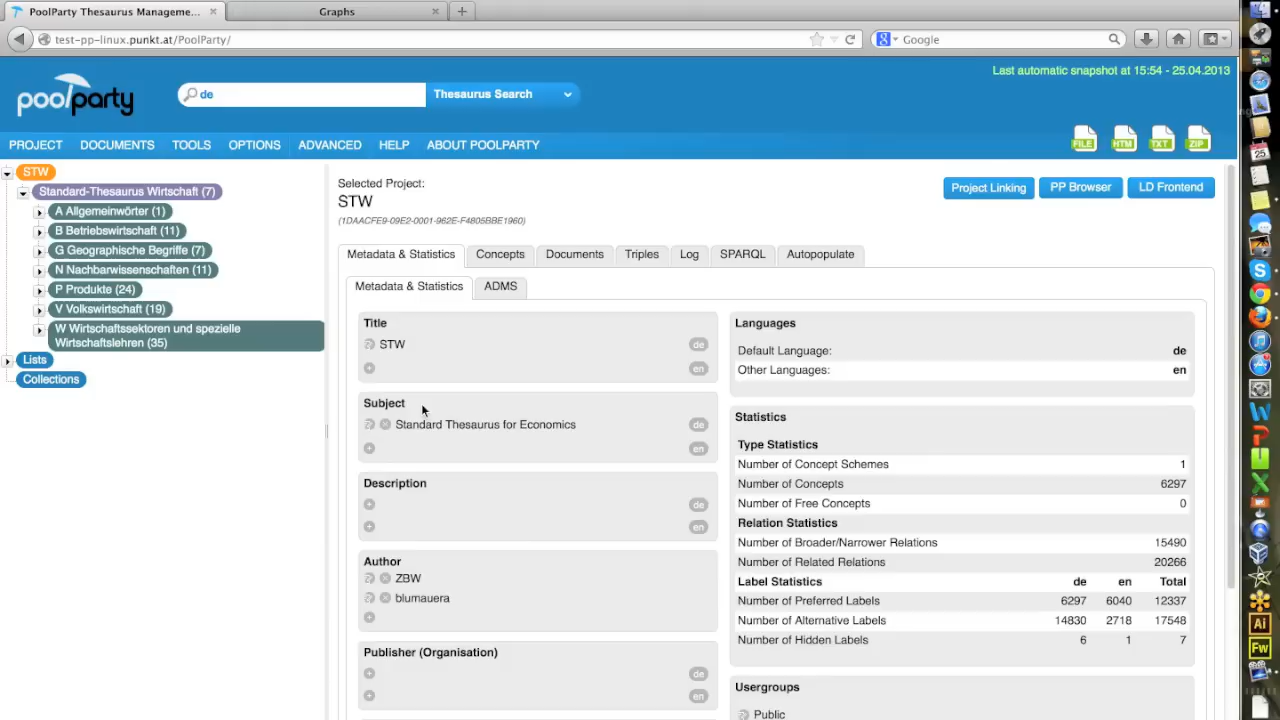 PoolParty Thesaurus Manageme...
Graphs
test-pp-linux.punkt.at/PoolParty/
Google
Last automatic snapshot at 15:54 - 25.04.2013
poolparty
de
Thesaurus Search
PROJECT DOCUMENTS TOOLS OPTIONS ADVANCED HELP ABOUT POOLPARTY
FILE HTM TXT ZIP
STW
Standard-Thesaurus Wirtschaft (7)
A Allgemeinwörter (1)
B Betriebswirtschaft (11)
G Geographische Begriffe (7)
N Nachbarwissenschaften (11)
P Produkte (24)
V Volkswirtschaft (19)
W Wirtschaftssektoren und spezielle
Wirtschaftslehren (35)
Lists
Collections
Selected Project:
STW
(1DAACFE9-09E2-0001-962E-F4805BBE1960)
Project Linking PP Browser LD Frontend
Metadata & Statistics Concepts Documents Triples Log SPARQL Autopopulate
Metadata & Statistics ADMS
Title
STW de
en
Subject
Standard Thesaurus for Economics de
en
Description
de
en
Author
ZBW
blumauera
Publisher (Organisation)
de
en
Languages
Default Language: de
Other Languages: en
Statistics
Type Statistics
Number of Concept Schemes 1
Number of Concepts 6297
Number of Free Concepts 0
Relation Statistics
Number of Broader/Narrower Relations 15490
Number of Related Relations 20266
Label Statistics de en Total
Number of Preferred Labels 6297 6040 12337
Number of Alternative Labels 14830 2718 17548
Number of Hidden Labels 6 1 7
Usergroups
Public
25
Ai
Fw